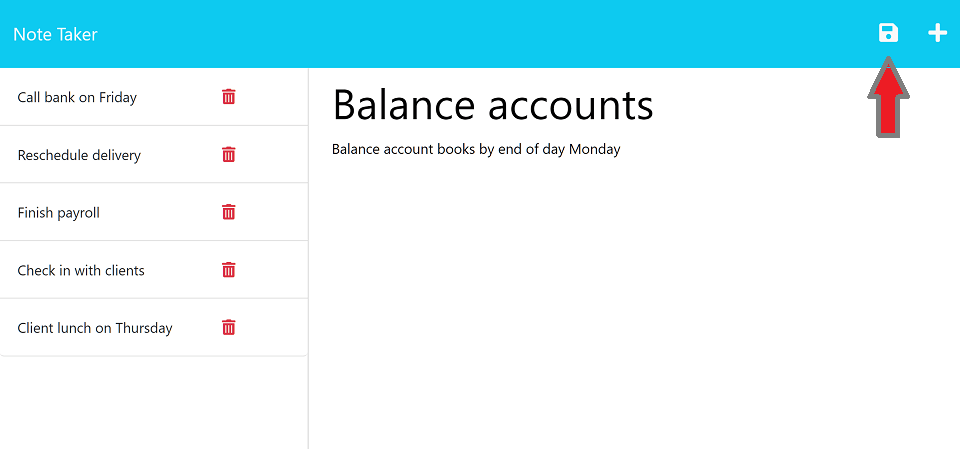 Note Taker
Call bank on Friday
Reschedule delivery
Finish payroll
Check in with clients
Client lunch on Thursday
Balance accounts
Balance account books by end of day Monday